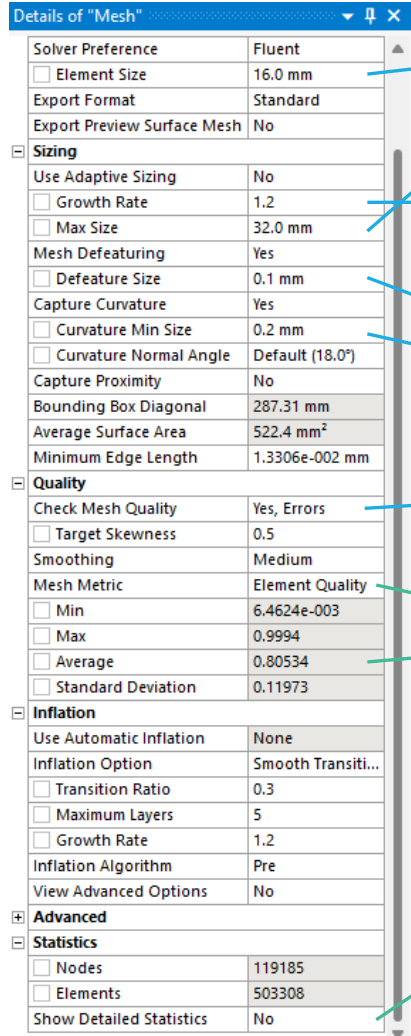 Details of "Mesh"
Solver Preference Fluent
Element Size 16.0 mm
Export Format Standard
Export Preview Surface Mesh No
Sizing
Use Adaptive Sizing No
Growth Rate 1.2
Max Size 32.0 mm
Mesh Defeaturing Yes
Defeature Size 0.1 mm
Capture Curvature Yes
Curvature Min Size 0.2 mm
Curvature Normal Angle Default (18.0°)
Capture Proximity No
Bounding Box Diagonal 287.31 mm
Average Surface Area 522.4 mm²
Minimum Edge Length 1.3306e-002 mm
Quality
Check Mesh Quality Yes, Errors
Target Skewness 0.5
Smoothing Medium
Mesh Metric Element Quality
Min 6.4624e-003
Max 0.9994
Average 0.80534
Standard Deviation 0.11973
Inflation
Use Automatic Inflation None
Inflation Option Smooth Transiti...
Transition Ratio 0.3
Maximum Layers 5
Growth Rate 1.2
Inflation Algorithm Pre
View Advanced Options No
Advanced
Statistics
Nodes 119185
Elements 503308
Show Detailed Statistics No